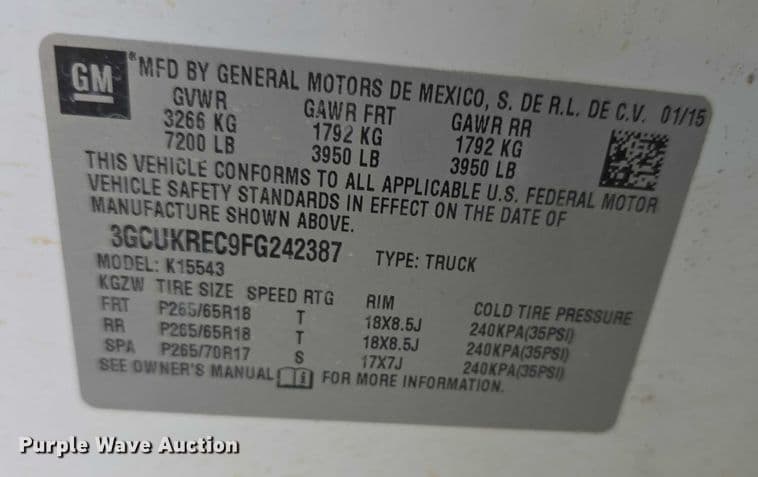 GM
®MFD BY GENERAL MOTORS DE MEXICO, S. DE R.L. DE C.V. 01/15
GVWR GAWR FRT GAWR RR
3266 KG 1792 KG 1792 KG
7200 LB 3950 LB 3950 LB
THIS VEHICLE CONFORMS TO ALL APPLICABLE U.S. FEDERAL MOTOR
VEHICLE SAFETY STANDARDS IN EFFECT ON THE DATE OF
MANUFACTURE SHOWN ABOVE.
3GCUKREC9FG242387 TYPE: TRUCK
MODEL: K15543
KGZW TIRE SIZE SPEED RTG RIM COLD TIRE PRESSURE
FRT P265/65R18 T 18X8.5J 240KPA(35PSI)
RR P265/65R18 T 18X8.5J 240KPA(35PSI)
SPA P265/70R17 S 17X7J 240KPA(35PSI)
SEE OWNER'S MANUAL i FOR MORE INFORMATION.
Purple Wave Auction